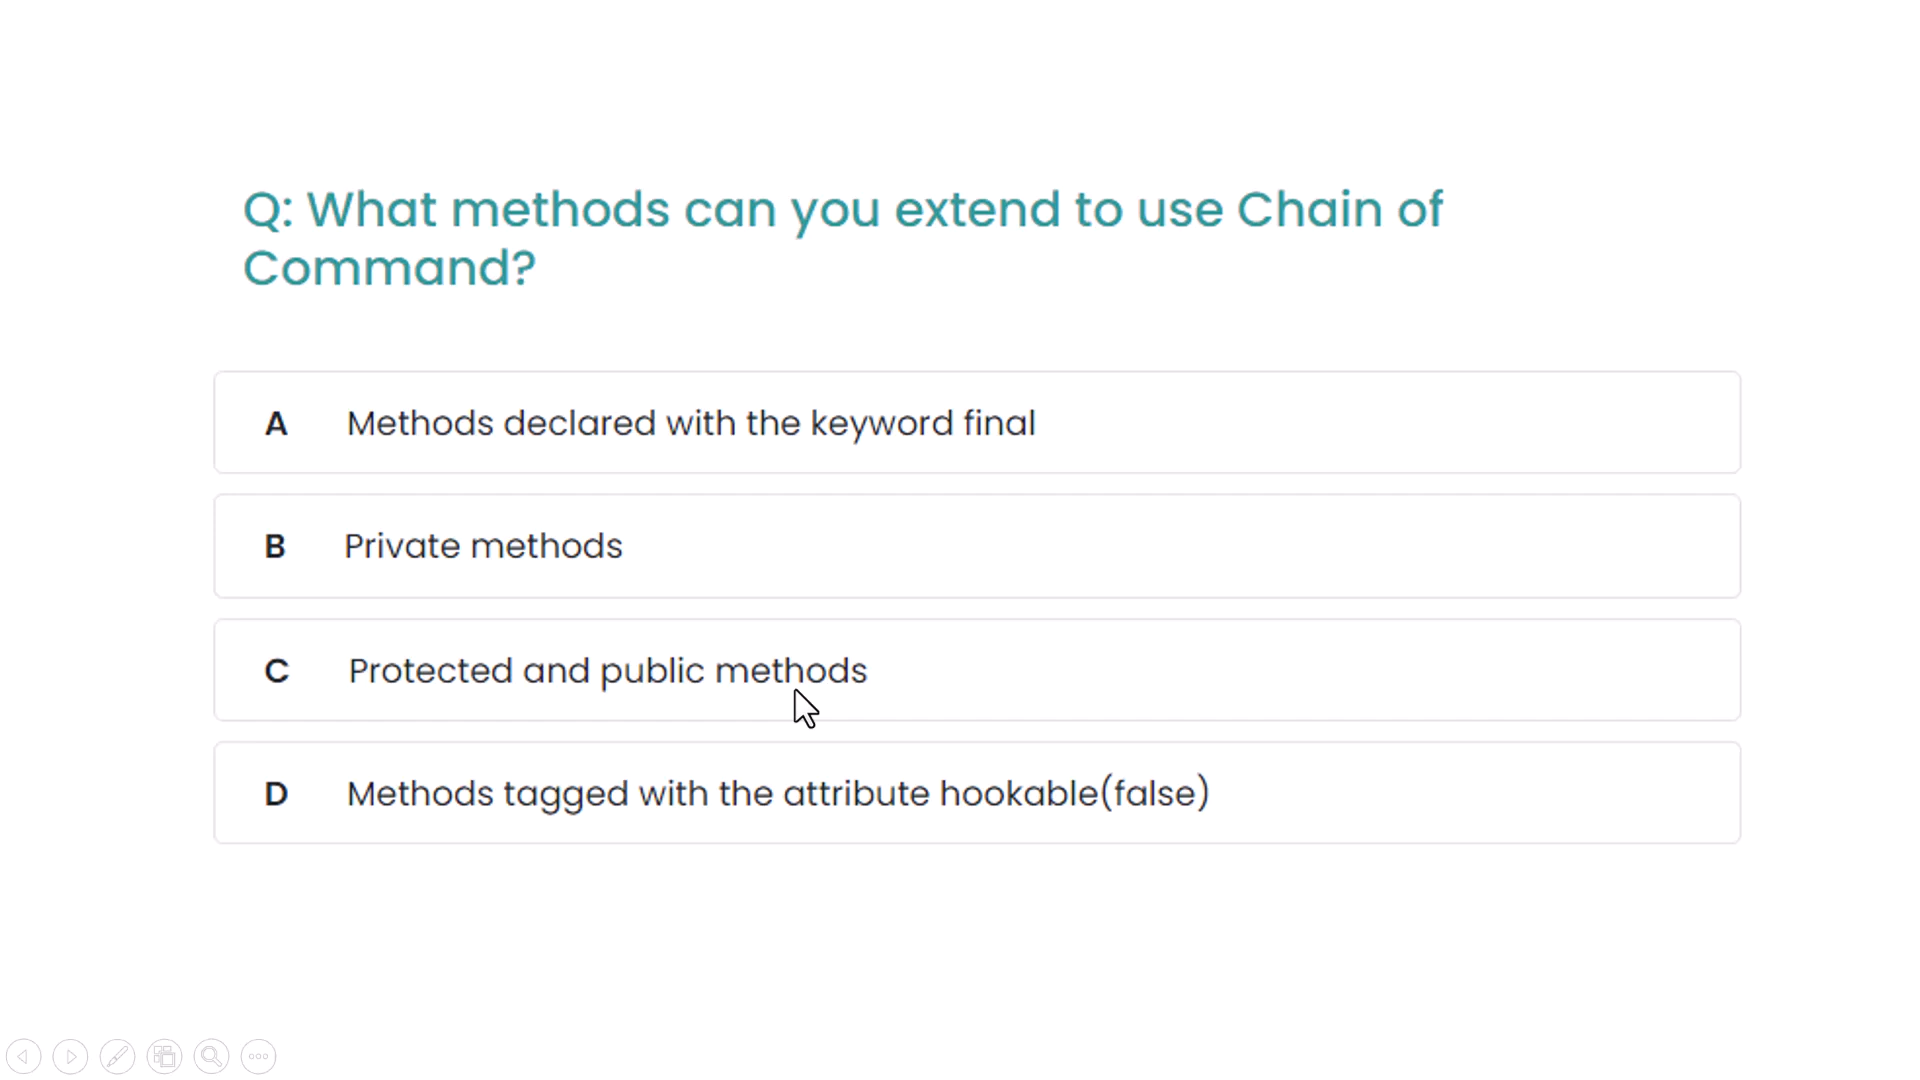 Q: What methods can you extend to use Chain of
Command?
A Methods declared with the keyword final
B Private methods
C Protected and public methods
D Methods tagged with the attribute hookable(false)